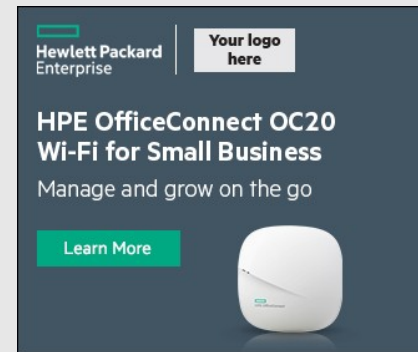 Hewlett Packard
Enterprise
Your logo
here
HPE OfficeConnect OC20
Wi-Fi for Small Business
Manage and grow on the go
Learn More